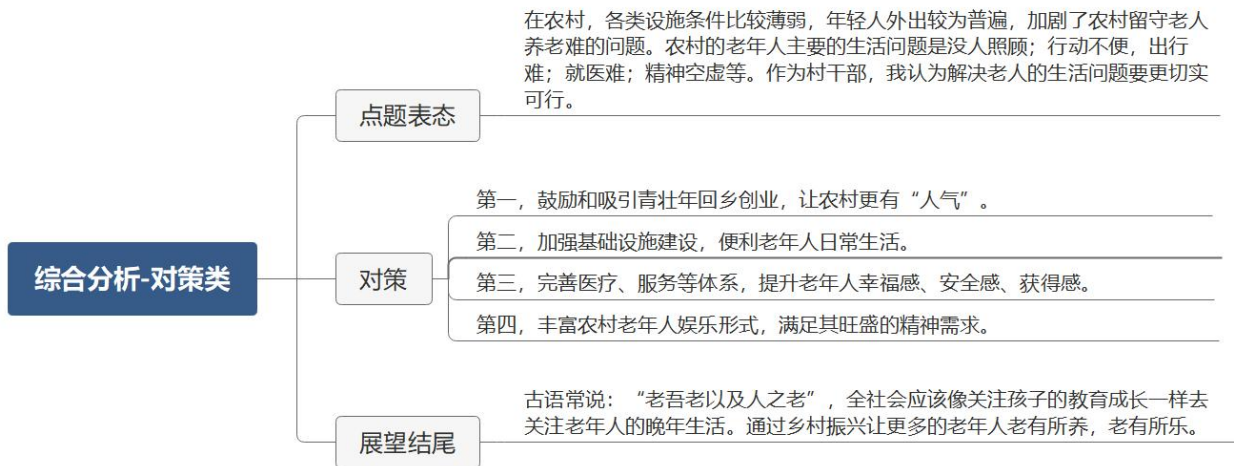 在农村，各类设施条件比较薄弱，年轻人外出较为普遍，加剧了农村留守老人
养老难的问题。农村的老年人主要的生活问题是没人照顾；行动不便，出行
难；就医难；精神空虚等。作为村干部，我认为解决老人的生活问题要更切实
可行。
点题表态
第一，鼓励和吸引青壮年回乡创业，让农村更有“人气”。
第二，加强基础设施建设，便利老年人日常生活。
综合分析-对策类
对策
第三，完善医疗、服务等体系，提升老年人幸福感、安全感、获得感。
第四，丰富农村老年人娱乐形式，满足其旺盛的精神需求。
古语常说：“老吾老以及人之老”，全社会应该像关注孩子的教育成长一样去
关注老年人的晚年生活。通过乡村振兴让更多的老年人老有所养，老有所乐。
展望结尾